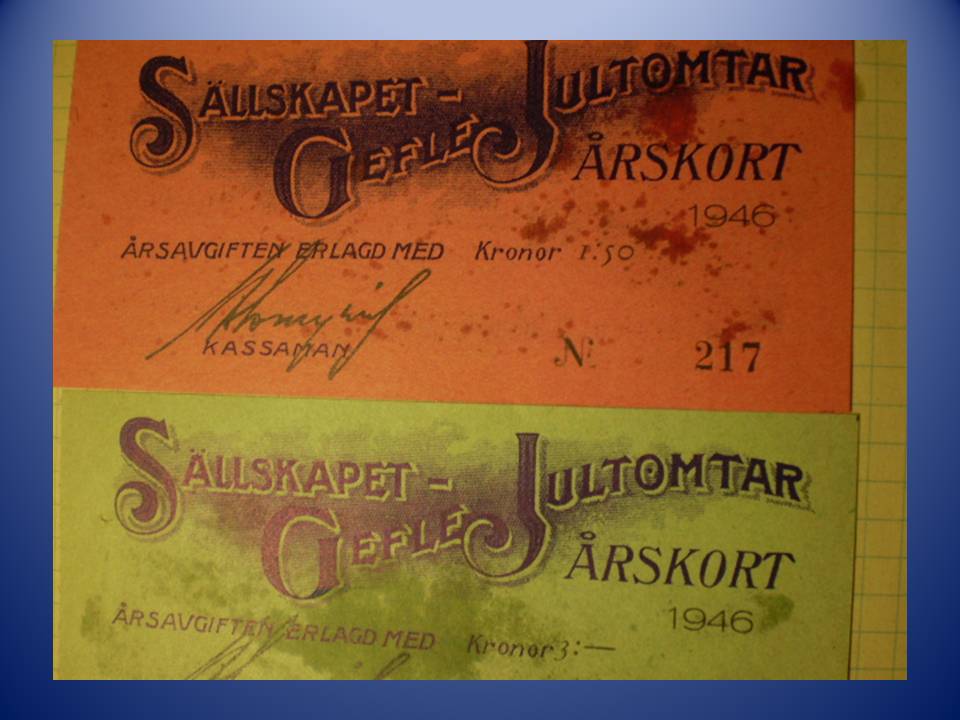 SÄLLSKAPET - JULTOMTAR
GEFLE
ÅRSKORT
1946
ÅRSAVGIFTEN ERLAGD MED Kronor 1:50
KASSAMAN
No 217
SÄLLSKAPET - JULTOMTAR
GEFLE
ÅRSKORT
1946
ÅRSAVGIFTEN ERLAGD MED Kronor 3:—